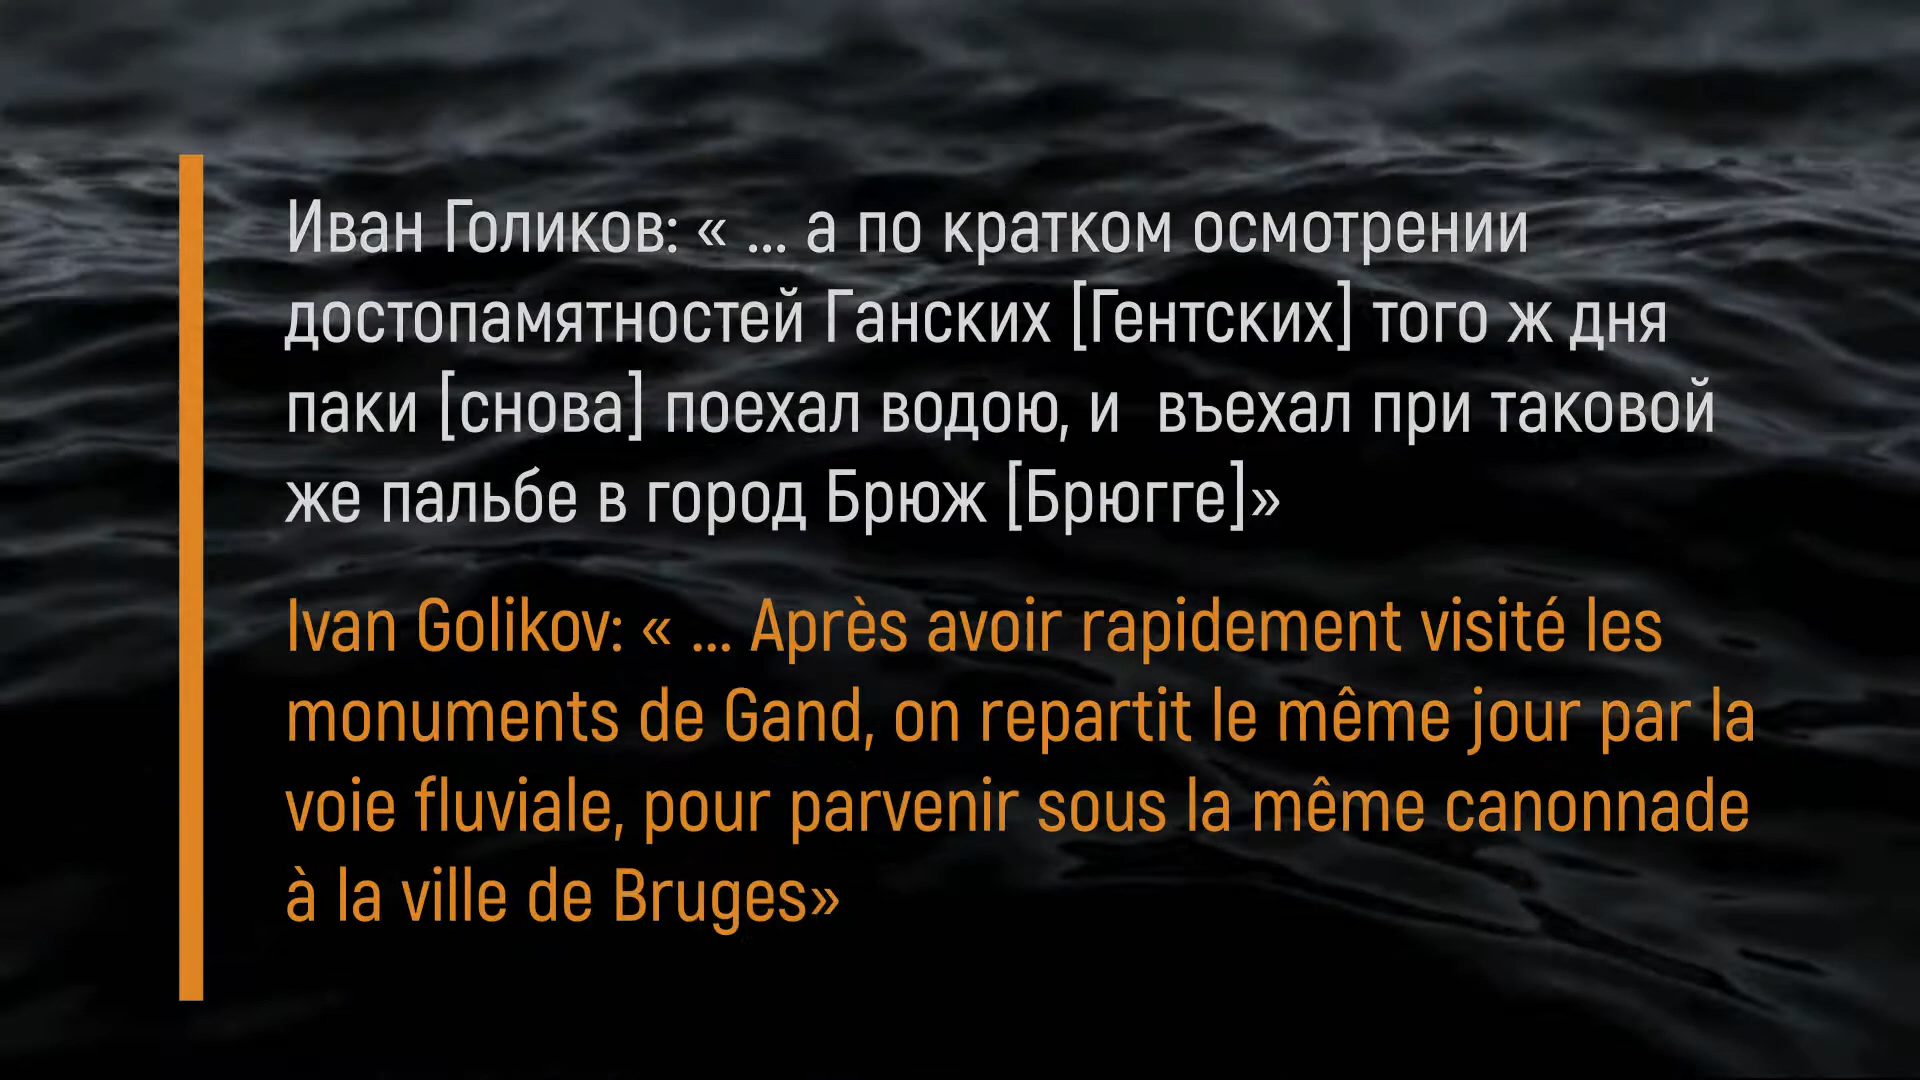 Иван Голиков: « ... а по кратком осмотрении
достопамятностей Ганских [Гентских] того ж дня
паки [снова] поехал водою, и  въехал при таковой
же пальбе в город Брюж [Брюгге]»
Ivan Golikov: « ... Après avoir rapidement visité les
monuments de Gand, on repartit le même jour par la
voie fluviale, pour parvenir sous la même canonnade
à la ville de Bruges»